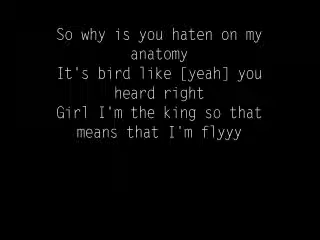 So why is you haten on my
anatomy
It's bird like [yeah] you
heard right
Girl I'm the king so that
means that I'm flyyy